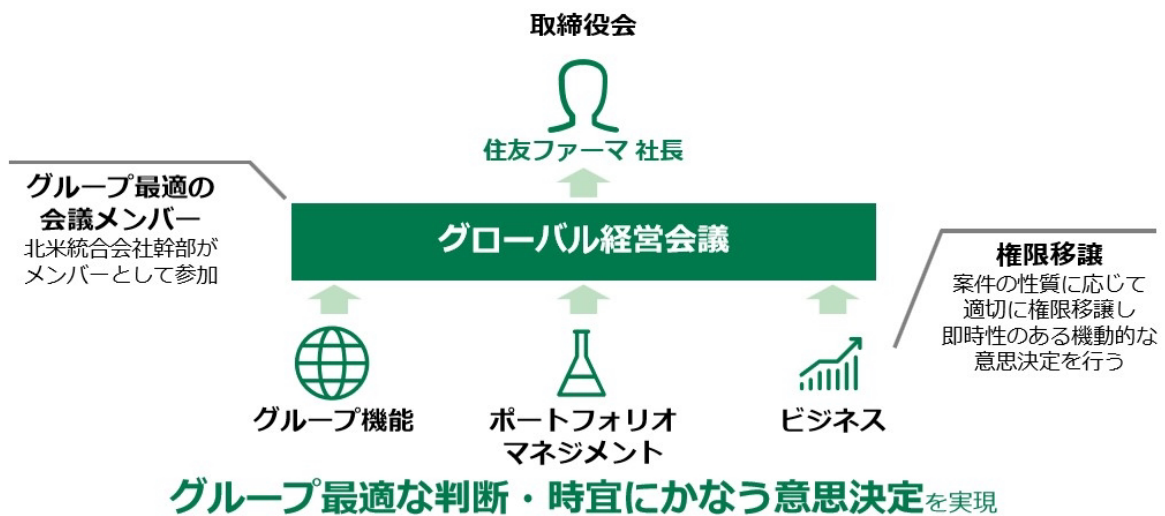 取締役会
住友ファーマ 社長
グループ最適の
会議メンバー
北米統合会社幹部が
メンバーとして参加
グローバル経営会議
権限移譲
案件の性質に応じて
適切に権限移譲し
即時性のある機動的な
意思決定を行う
グループ機能
ポートフォリオ
マネジメント
ビジネス
グループ最適な判断・時宜にかなう意思決定を実現